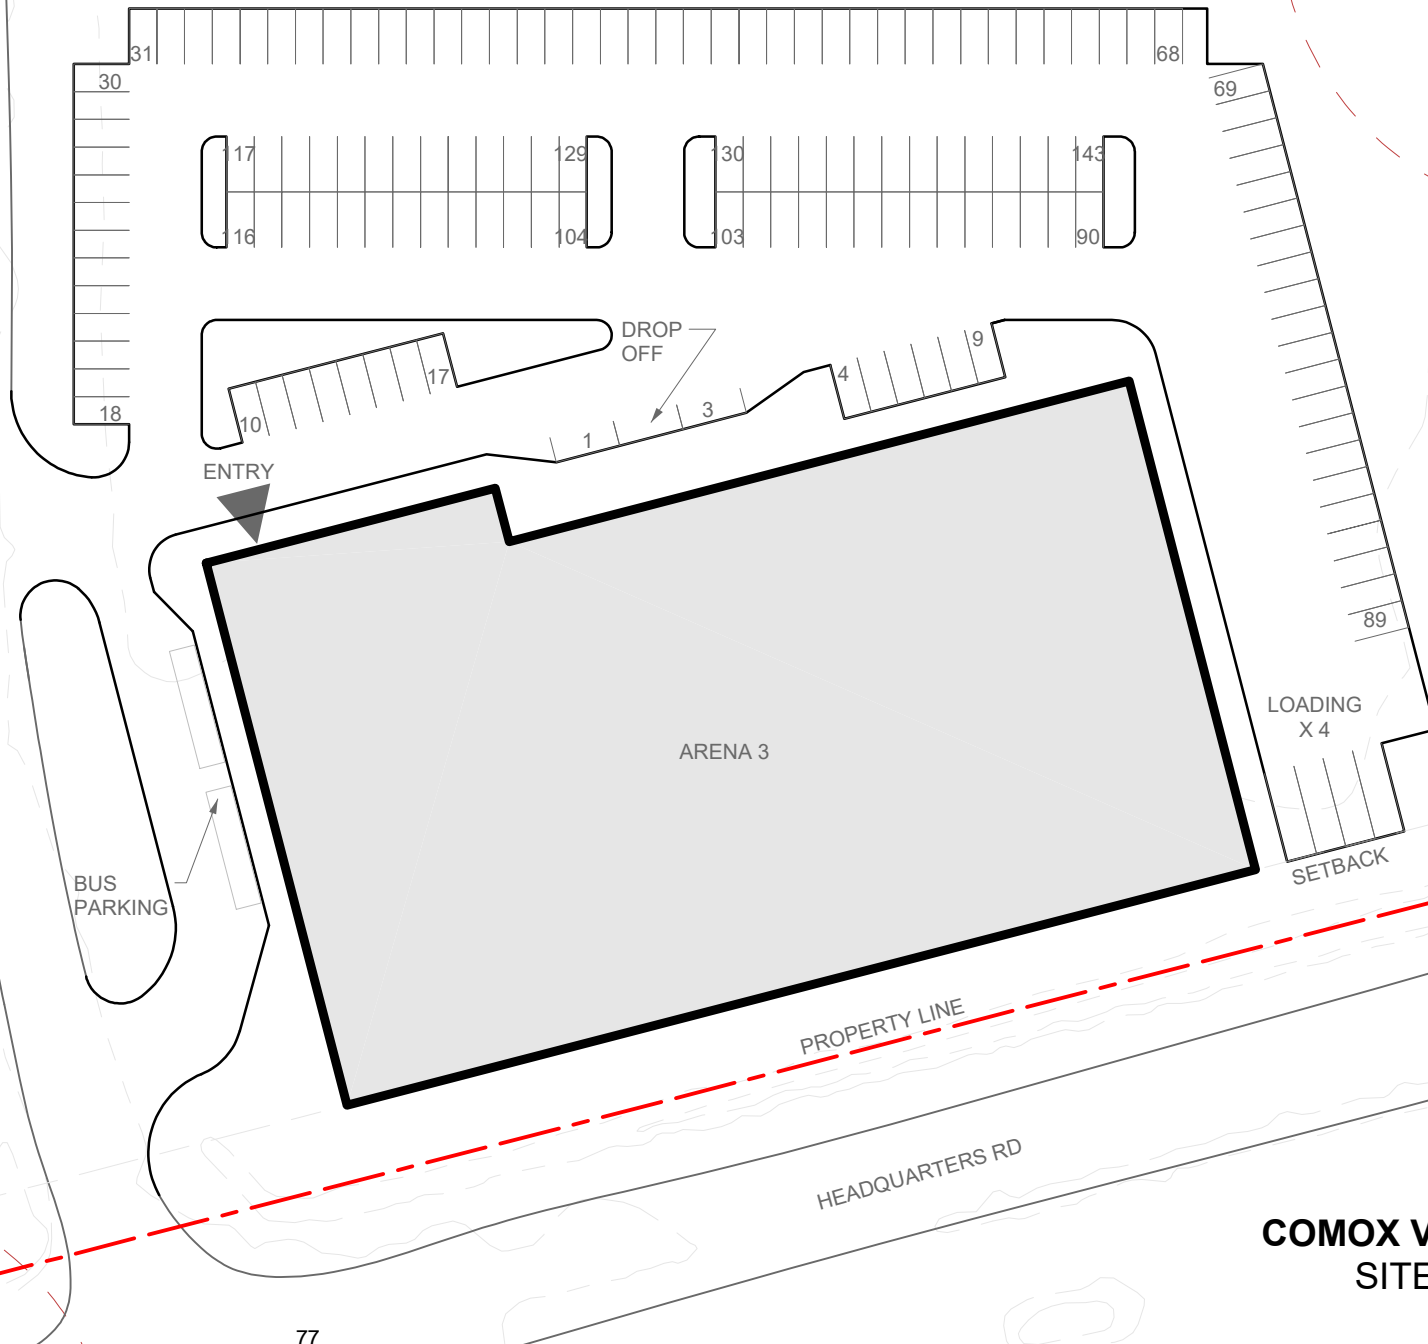 31
68
30
69
117
129
130
143
116
104
103
90
DROP
OFF
9
4
17
18
3
10
1
ENTRY
89
LOADING
X 4
ARENA 3
BUS
PARKING
SETBACK
PROPERTY LINE
HEADQUARTERS RD
COMOX V
SITE
77